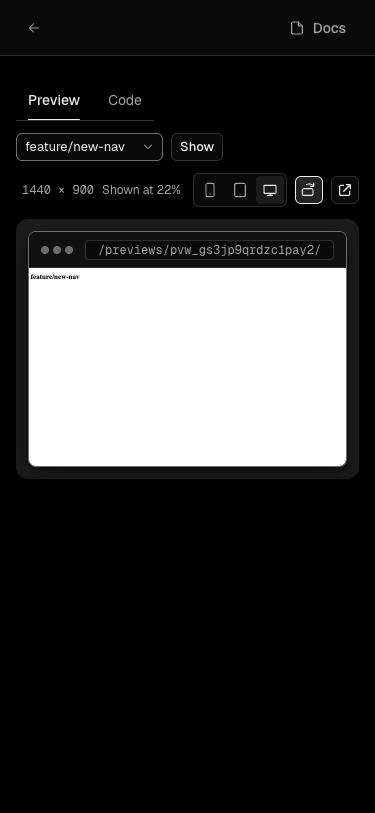 Docs
Preview
Code
feature/new-nav
Show
1440 × 900 Shown at 22%
/previews/pvw_gs3jp9qrdzc1pay2/
feature/new-nav